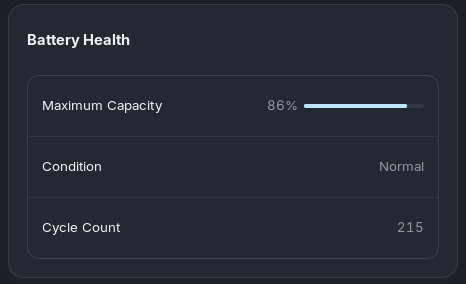 Battery Health
Maximum Capacity 86%
Condition Normal
Cycle Count 215